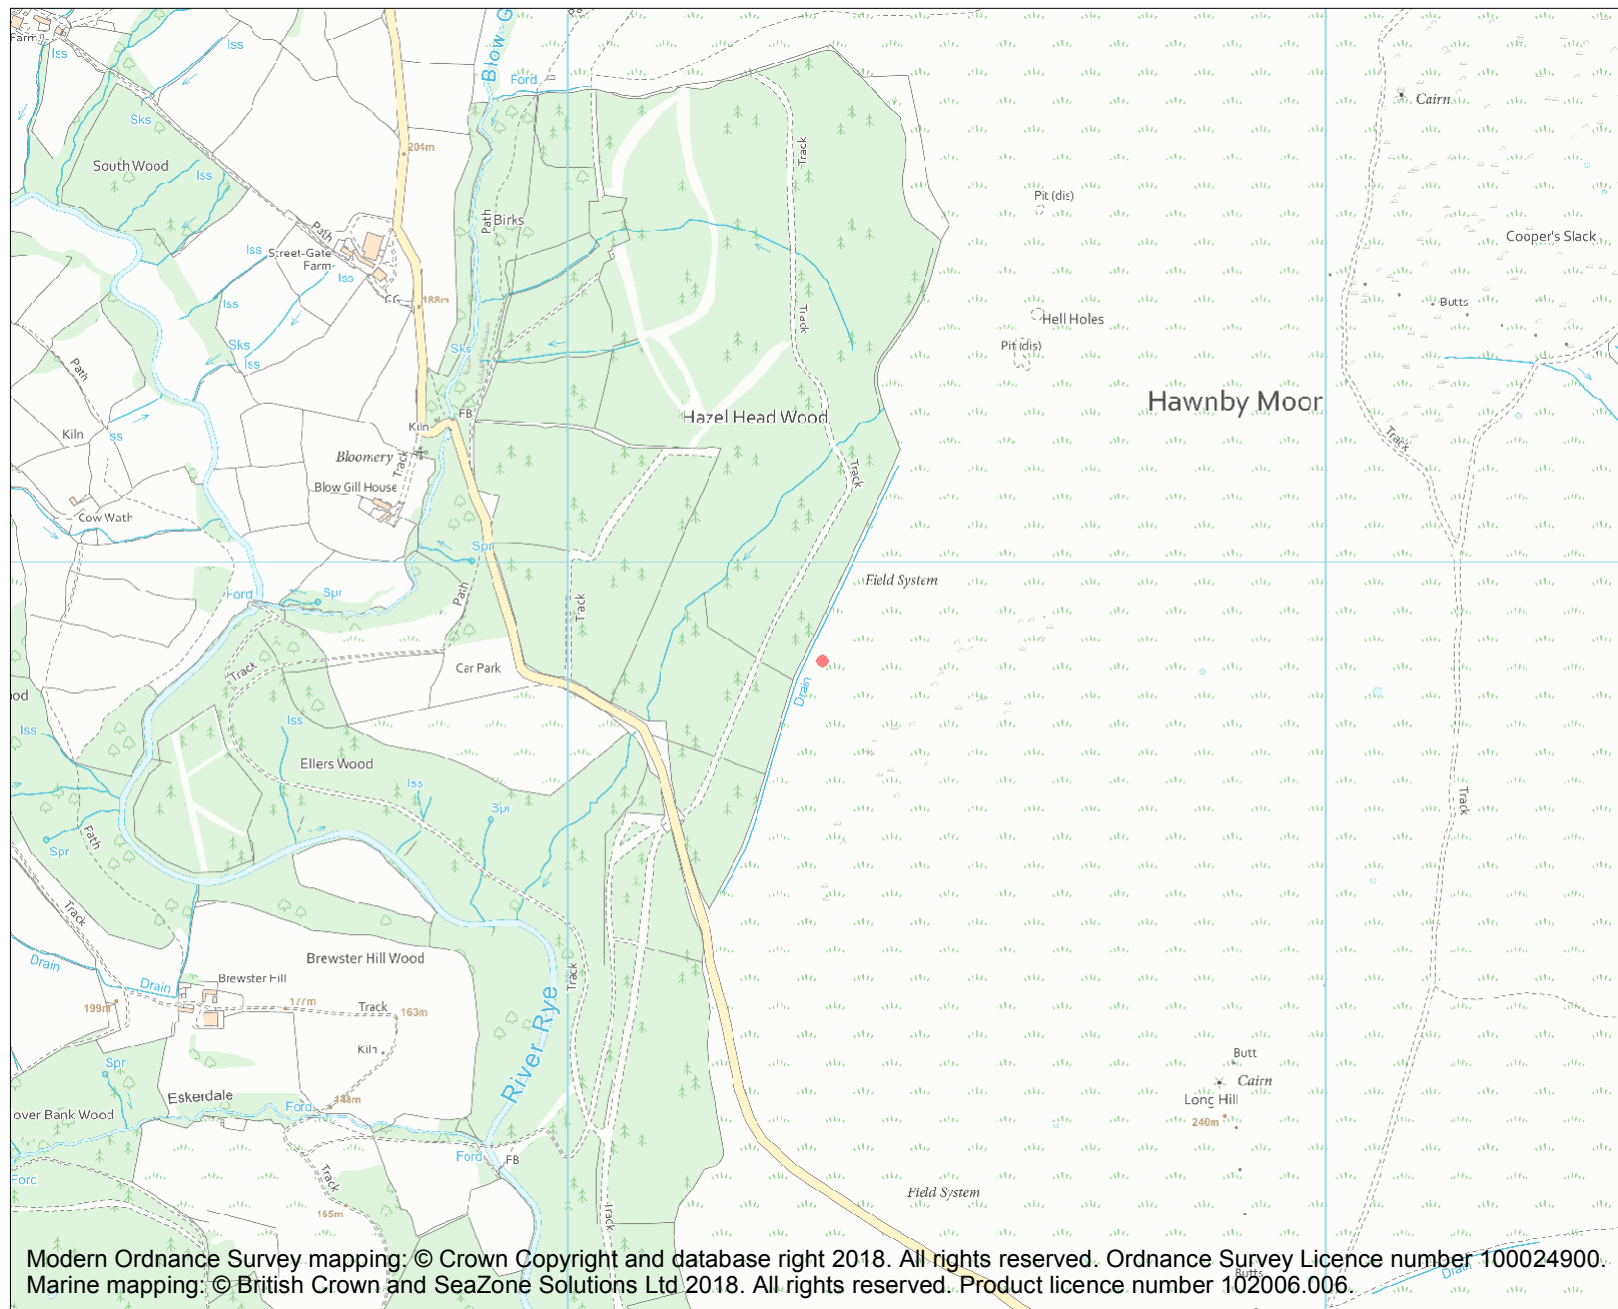 Farm
Iss
Iss
Sks
South Wood
Iss
204m
Blow G
Ford
Path
Birks
Track
Cairn
Pit (dis)
Cooper's Slack
Path
Street-Gate
Farm
Iss
Iss
Iss
188m
Track
Hell Holes
Pit (dis)
Butts
Sks
Iss
Sks
Path
Hawnby Moor
Hazel Head Wood
FB
Kiln
Kiln
Iss
Bloomery
Track
Track
Track
Blow Gill House
Cow Wath
Spr
Ford
Spr
Path
Track
Field System
Car Park
Track
Drain
Iss
Iss
Ellers Wood
Iss
Spr
Track
Path
Spr
Track
Drain
Drain
Brewster Hill Wood
Brewster Hill
Track
199m
177m
Track
163m
Kiln
River Rye
Spr
Butt
Cairn
Long Hill
240m
Eskerdale
Ford
148m
over Bank Wood
Ford
FB
Track
165m
Field System
Track
Butts
Drain
Modern Ordnance Survey mapping: © Crown Copyright and database right 2018. All rights reserved. Ordnance Survey Licence number 100024900.
Marine mapping: © British Crown and SeaZone Solutions Ltd 2018. All rights reserved. Product licence number 102006.006.